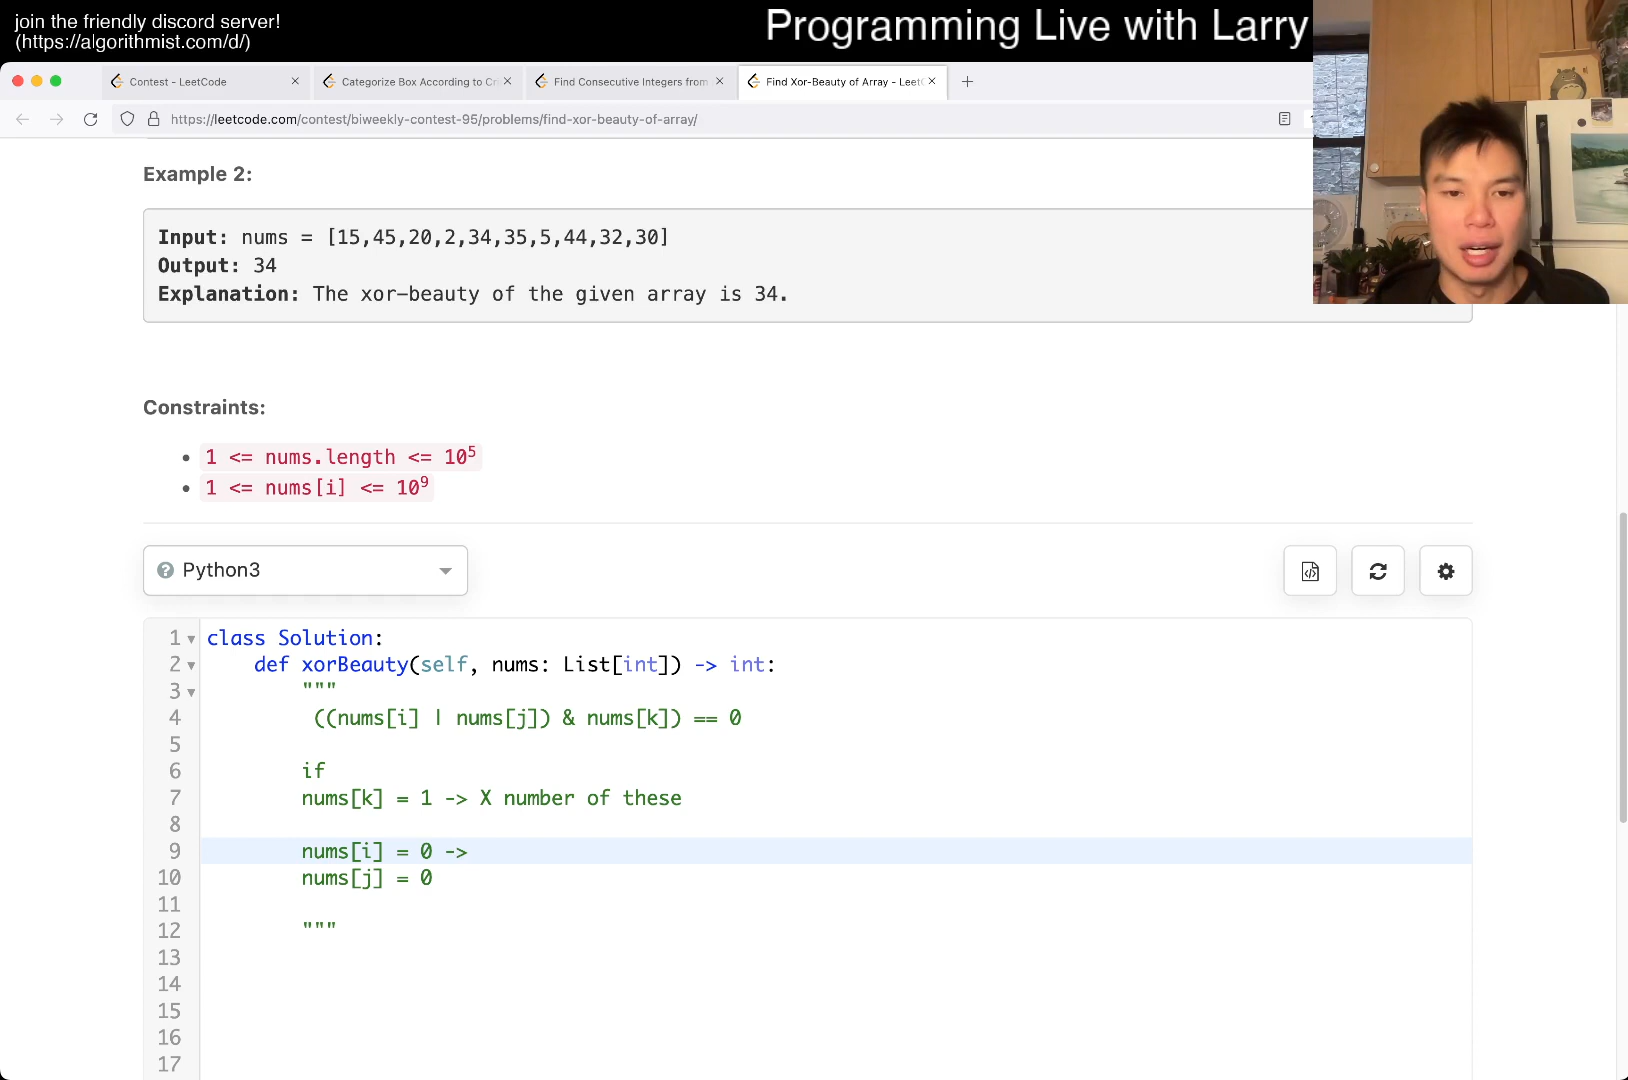 join the friendly discord server!
(https://algorithmist.com/d/)
Programming Live with Larry
Contest - LeetCode
Categorize Box According to Cr
Find Consecutive Integers from
Find Xor-Beauty of Array - Leet
https://leetcode.com/contest/biweekly-contest-95/problems/find-xor-beauty-of-array/
Example 2:
Input: nums = [15,45,20,2,34,35,5,44,32,30]
Output: 34
Explanation: The xor-beauty of the given array is 34.
Constraints:
1 <= nums.length <= 10⁵
1 <= nums[i] <= 10⁹
Python3
1 class Solution:
2 def xorBeauty(self, nums: List[int]) -> int:
3 """
4 ((nums[i] | nums[j]) & nums[k]) == 0
5
6 if
7 nums[k] = 1 -> X number of these
8
9 nums[i] = 0 ->
10 nums[j] = 0
11
12 """
13
14
15
16
17